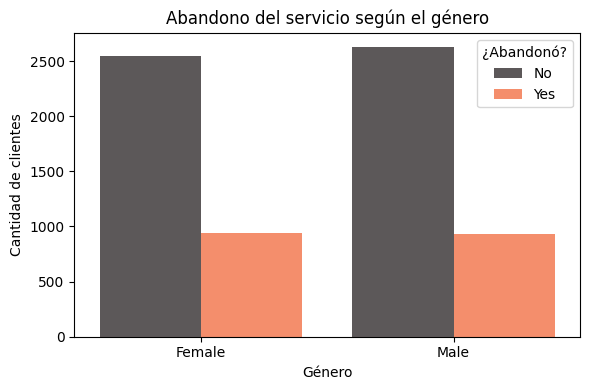 Abandono del servicio según el género
¿Abandonó?
No
Yes
Cantidad de clientes
2500
2000
1500
1000
500
0
Female
Male
Género